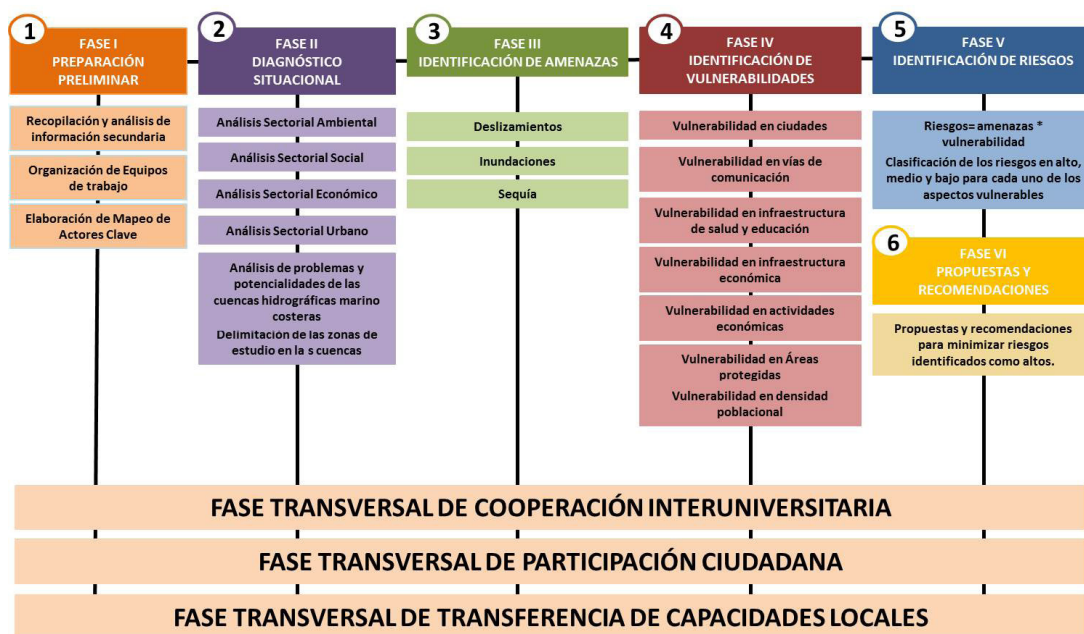 1
FASE I
PREPARACIÓN
PRELIMINAR
Recopilación y análisis de
información secundaria
Organización de Equipos
de trabajo
Elaboración de Mapeo de
Actores Clave
2
FASE II
DIAGNÓSTICO
SITUACIONAL
Análisis Sectorial Ambiental
Análisis Sectorial Social
Análisis Sectorial Económico
Análisis Sectorial Urbano
Análisis de problemas y
potencialidades de las
cuencas hidrográficas marino
costeras
Delimitación de las zonas de
estudio en la s cuencas
3
FASE III
IDENTIFICACIÓN DE AMENAZAS
Deslizamientos
Inundaciones
Sequía
4
FASE IV
IDENTIFICACIÓN DE
VULNERABILIDADES
Vulnerabilidad en ciudades
Vulnerabilidad en vías de
comunicación
Vulnerabilidad en infraestructura
de salud y educación
Vulnerabilidad en infraestructura
económica
Vulnerabilidad en actividades
económicas
Vulnerabilidad en Áreas
protegidas
Vulnerabilidad en densidad
poblacional
5
FASE V
IDENTIFICACIÓN DE RIESGOS
Riesgos= amenazas *
vulnerabilidad
Clasificación de los riesgos en alto,
medio y bajo para cada uno de los
aspectos vulnerables
6
FASE VI
PROPUESTAS Y
RECOMENDACIONES
Propuestas y recomendaciones
para minimizar riesgos
identificados como altos.
FASE TRANSVERSAL DE COOPERACIÓN INTERUNIVERSITARIA
FASE TRANSVERSAL DE PARTICIPACIÓN CIUDADANA
FASE TRANSVERSAL DE TRANSFERENCIA DE CAPACIDADES LOCALES